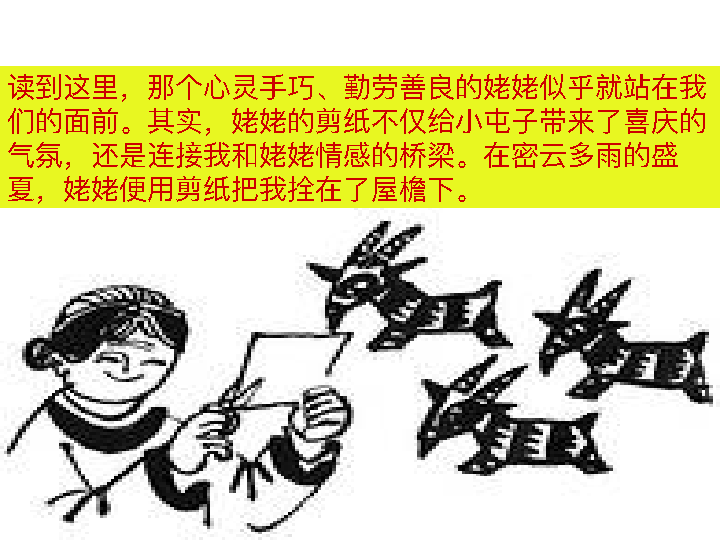 读到这里，那个心灵手巧、勤劳善良的姥姥似乎就站在我
们的面前。其实，姥姥的剪纸不仅给小屯子带来了喜庆的
气氛，还是连接我和姥姥情感的桥梁。在密云多雨的盛
夏，姥姥便用剪纸把我拴在了屋檐下。